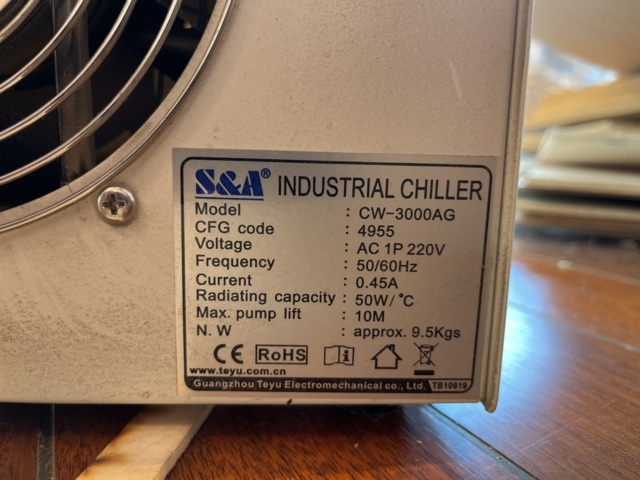 S&A® INDUSTRIAL CHILLER
Model : CW-3000AG
CFG code : 4955
Voltage : AC 1P 220V
Frequency : 50/60Hz
Current : 0.45A
Radiating capacity : 50W/°C
Max. pump lift : 10M
N. W : approx. 9.5Kgs
CE RoHS
www.teyu.com.cn
Guangzhou Teyu Electromechanical co., Ltd. TB10619